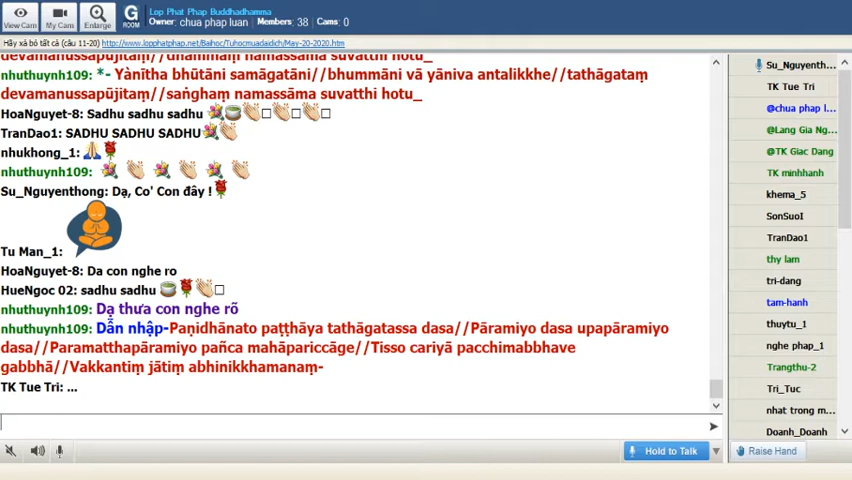 Lop Phat Phap Buddhadhamma
Owner: chua phap luan Members: 38 Cams: 0
View Cam
My Cam
Enlarge
G
ROOM
Hãy xả bỏ tất cả (câu 11-20) http://www.lopphatphap.net/Baihoc/Tuhocmuadaidich/May-20-2020.htm
devamanussapūjitaṃ//dhammaṃ namassāma suvatthi hotu_
nhuthuynh109: *- Yànītha bhūtāni samāgatāni//bhummāni vā yāniva antalikkhe//tathāgataṃ
devamanussapūjitaṃ//saṅghaṃ namassāma suvatthi hotu_
HoaNguyet-8: Sadhu sadhu sadhu
TranDao1: SADHU SADHU SADHU
nhukhong_1:
nhuthuynh109:
Su_Nguyenthong: Dạ, Co' Con đây !
Tu Man_1:
HoaNguyet-8: Da con nghe ro
HueNgoc 02: sadhu sadhu
nhuthuynh109: Dạ thưa con nghe rõ
nhuthuynh109: Dẫn nhập-Paṇidhānato paṭṭhāya tathāgatassa dasa//Pāramiyo dasa upapāramiyo
dasa//Paramatthapāramiyo pañca mahāpariccāge//Tisso cariyā pacchimabbhave
gabbhā//Vakkantiṃ jātiṃ abhinikkhamanaṃ-
TK Tue Tri: ...
Hold to Talk
Su_Nguyenth...
TK Tue Tri
@chua phap l...
@Lang Gia Ng...
@TK Giac Dang
TK minhhanh
khema_5
SonSuoI
TranDao1
thy lam
tri-dang
tam-hanh
thuytu_1
nghe phap_1
Trangthu-2
Tri_Tuc
nhat trong m...
Doanh_Doanh
Raise Hand